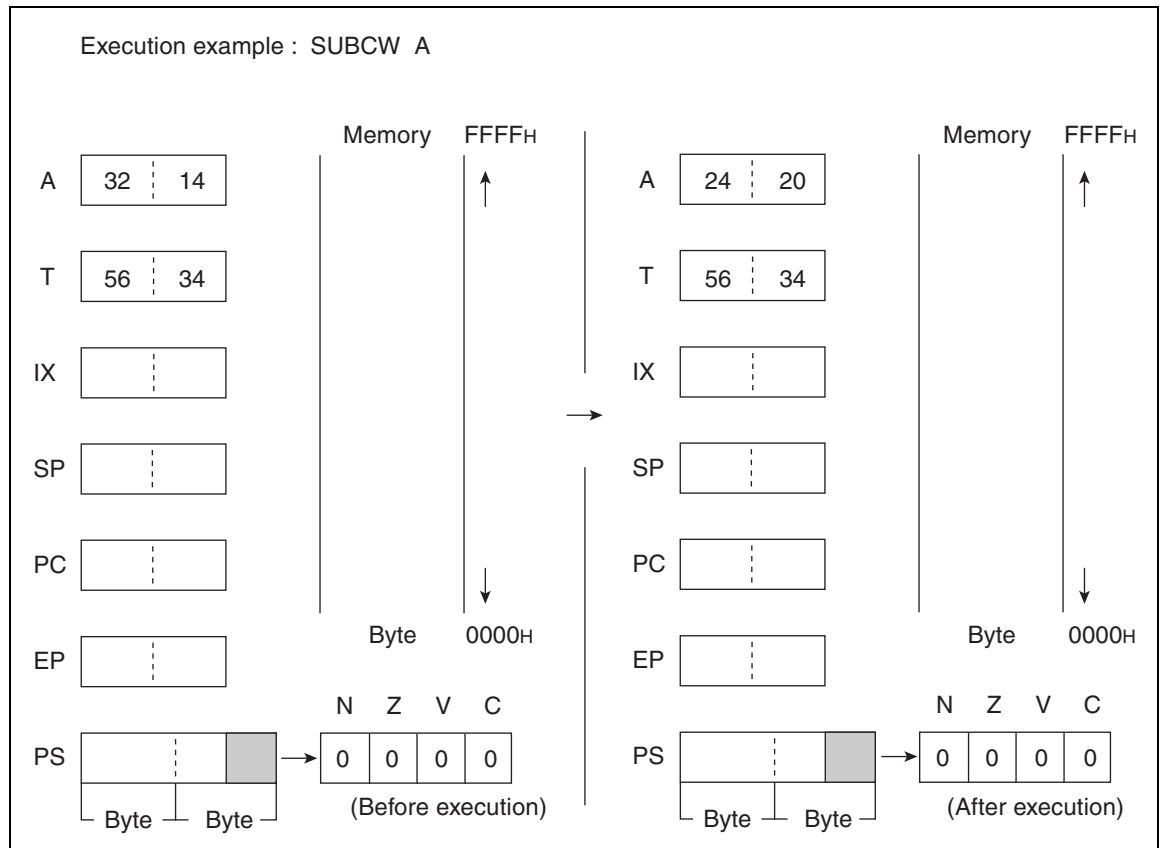 Execution example : SUBCW A
Memory FFFFH
A 32 14
T 56 34
IX
SP
PC
EP
Byte 0000H
N Z V C
PS 0 0 0 0
Byte Byte
(Before execution)
Memory FFFFH
A 24 20
T 56 34
IX
SP
PC
EP
Byte 0000H
N Z V C
PS 0 0 0 0
Byte Byte
(After execution)